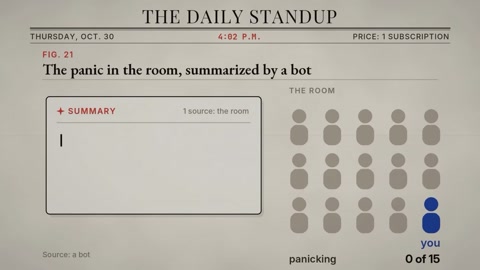 THE DAILY STANDUP
THURSDAY, OCT. 30
4:02 P.M.
PRICE: 1 SUBSCRIPTION
FIG. 21
The panic in the room, summarized by a bot
THE ROOM
SUMMARY
1 source: the room
you
Source: a bot
panicking
0 of 15